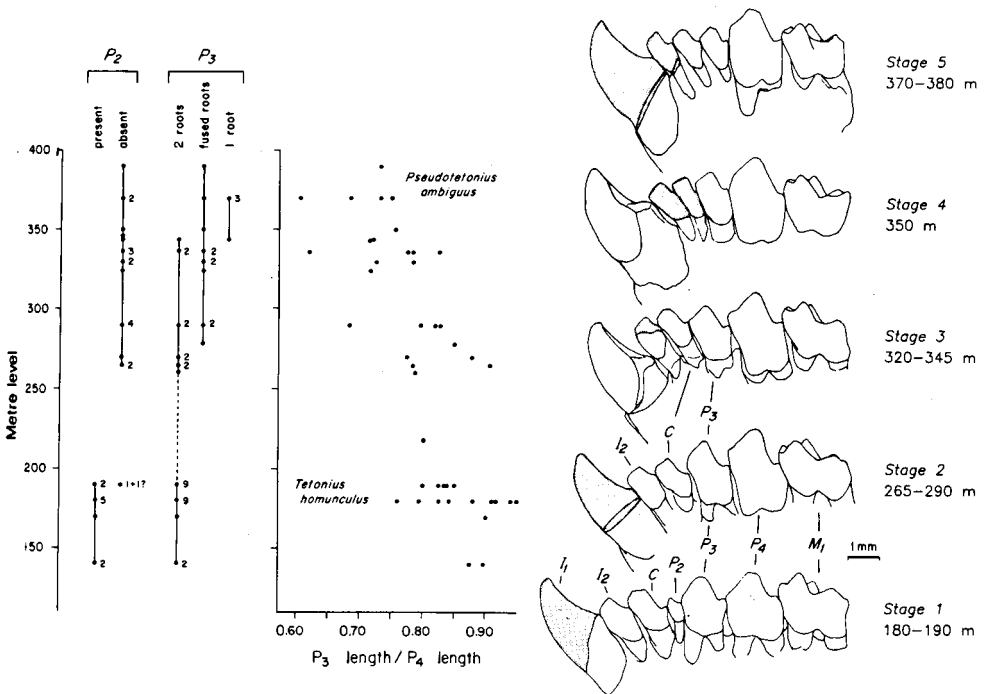 P2 P3
present
absent
2 roots
fused roots
1 root
Metre level
400
350
300
250
200
150
2
3
2
4
2
2 1+1?
5
2
2
2
2
2
9
9
2
2
2
2
3
Pseudotetonius
ambiguus
Tetonius
homunculus
0.60 0.70 0.80 0.90
P3 length / P4 length
Stage 5
370–380 m
Stage 4
350 m
Stage 3
320–345 m
P3
C
I2
Stage 2
265–290 m
P3 P4 M1
1mm
I1 I2 C P2
Stage 1
180–190 m